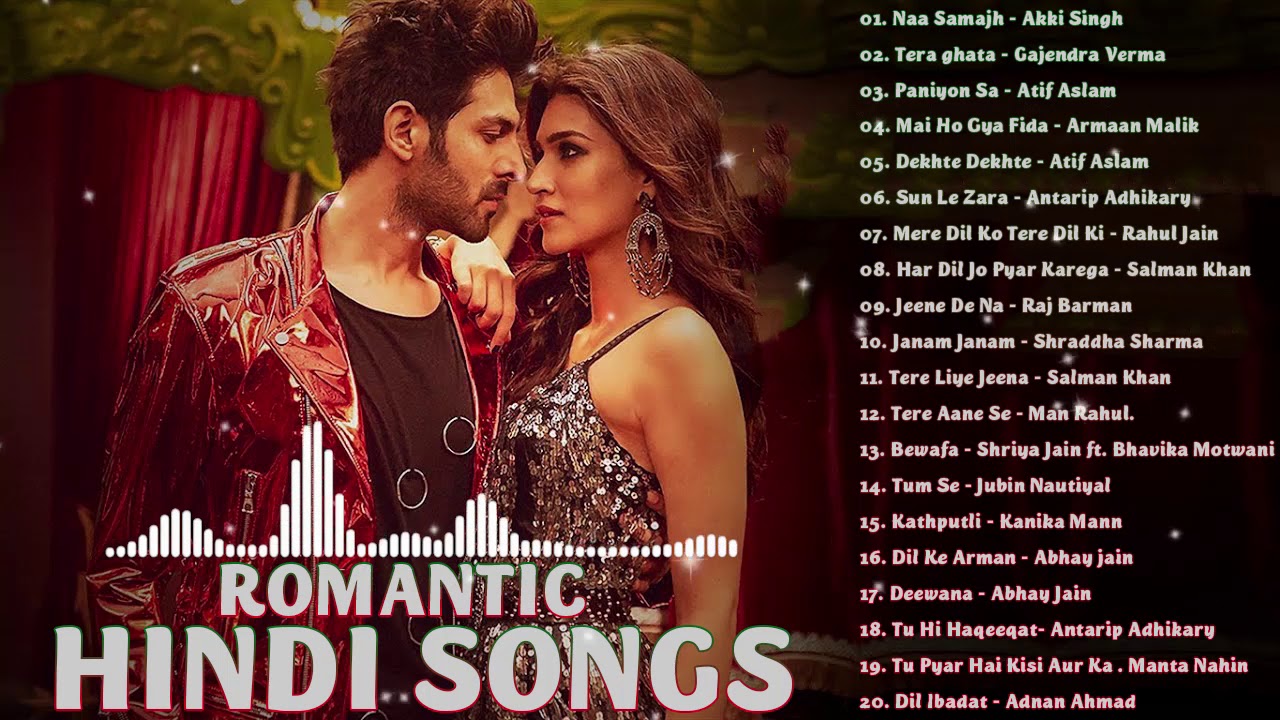 01. Naa Samajh - Akki Singh
02. Tera ghata - Gajendra Verma
03. Paniyon Sa - Atif Aslam
04. Mai Ho Gya Fida - Armaan Malik
05. Dekhte Dekhte - Atif Aslam
06. Sun Le Zara - Antarip Adhikary
07. Mere Dil Ko Tere Dil Ki - Rahul Jain
08. Har Dil Jo Pyar Karega - Salman Khan
09. Jeene De Na - Raj Barman
10. Janam Janam - Shraddha Sharma
11. Tere Liye Jeena - Salman Khan
12. Tere Aane Se - Man Rahul.
13. Bewafa - Shriya Jain ft. Bhavika Motwani
14. Tum Se - Jubin Nautiyal
15. Kathputli - Kanika Mann
16. Dil Ke Arman - Abhay jain
17. Deewana - Abhay Jain
18. Tu Hi Haqeeqat- Antarip Adhikary
19. Tu Pyar Hai Kisi Aur Ka . Manta Nahin
20. Dil Ibadat - Adnan Ahmad
ROMANTIC
HINDI SONGS